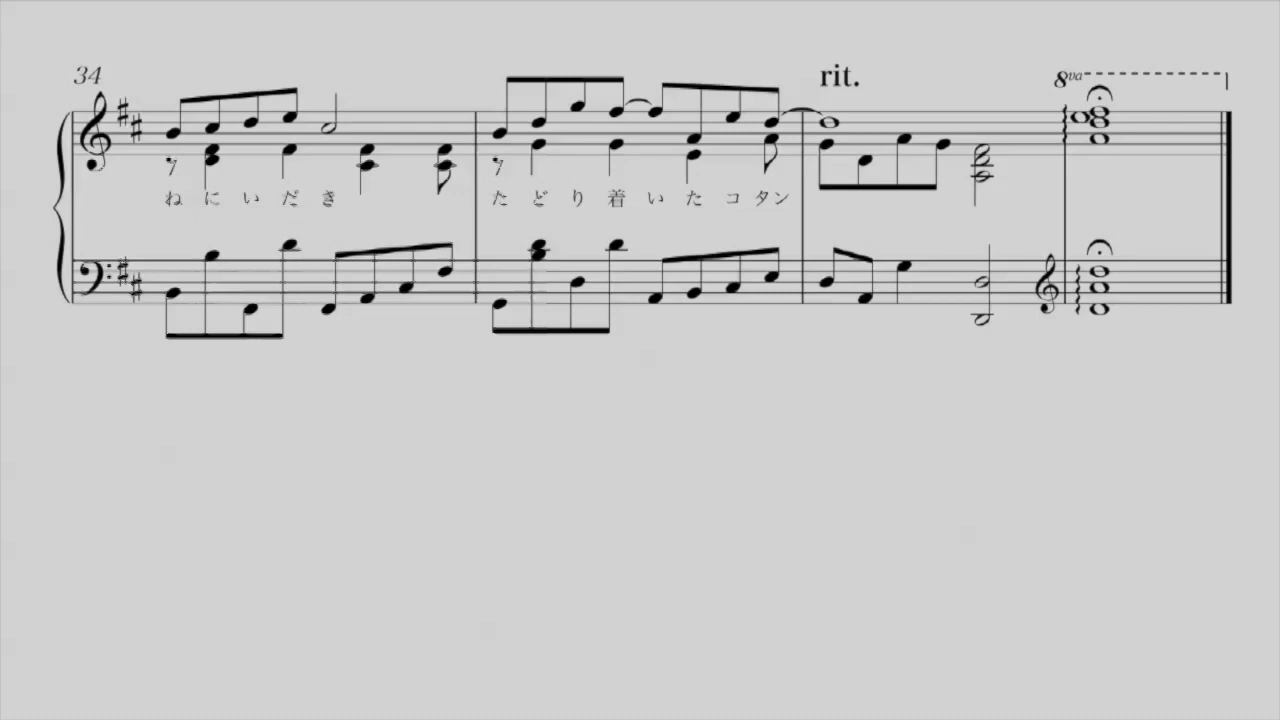 34
rit.
8va
ね に い だ き
た ど り 着 い た コ タン